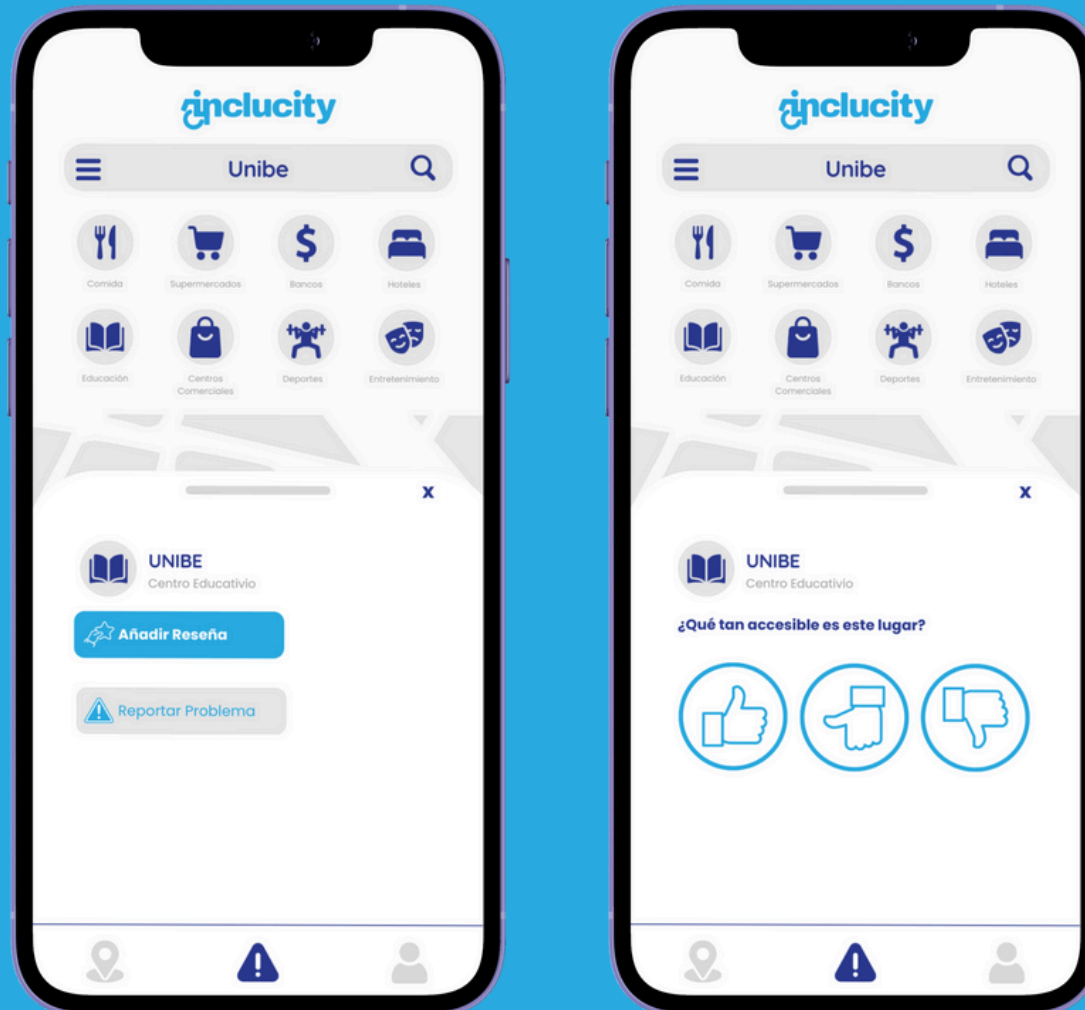 inclucity
Unibe
Comida
Supermercados
Bancos
Hoteles
Educación
Centros
Comerciales
Deportes
Entretenimiento
x
UNIBE
Centro Educativio
Añadir Reseña
Reportar Problema
inclucity
Unibe
Comida
Supermercados
Bancos
Hoteles
Educación
Centros
Comerciales
Deportes
Entretenimiento
x
UNIBE
Centro Educativio
¿Qué tan accesible es este lugar?